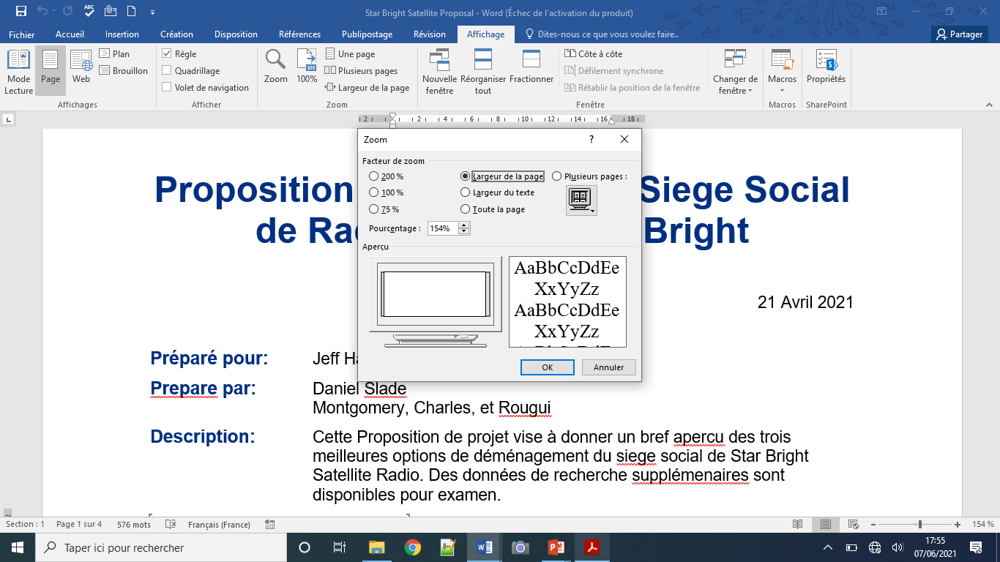 Star Bright Satellite Proposal - Word (Échec de l'activation du produit)
Fichier Accueil Insertion Création Disposition Références Publipostage Révision Affichage Dites-nous ce que vous voulez faire.. Partager
Mode Lecture
Page
Web
Plan
Brouillon
Affichages
Règle
Quadrillage
Volet de navigation
Afficher
Zoom
100%
Une page
Plusieurs pages
Largeur de la page
Zoom
Nouvelle fenêtre
Réorganiser tout
Fractionner
Côte à côte
Défilement synchrone
Rétablir la position de la fenêtre
Changer de fenêtre
Fenêtre
Macros
Macros
Propriétés
SharePoint
2 2 4 6 8 10 12 14 16 18
Zoom ?
Facteur de zoom
200 % Largeur de la page Plusieurs pages :
100 % Largeur du texte
75 % Toute la page
Pourcentage : 154%
Aperçu
AaBbCcDdEe
XxYyZz
AaBbCcDdEe
XxYyZz
OK Annuler
Proposition Siege Social
de Ra Bright
21 Avril 2021
Préparé pour: Jeff Ha
Prepare par: Daniel Slade
Montgomery, Charles, et Rougui
Description: Cette Proposition de projet vise à donner un bref apercu des trois
meilleures options de déménagement du siege social de Star Bright
Satellite Radio. Des données de recherche supplémenaires sont
disponibles pour examen.
Section : 1 Page 1 sur 4 576 mots Français (France) 154 %
Taper ici pour rechercher
17:55
07/06/2021